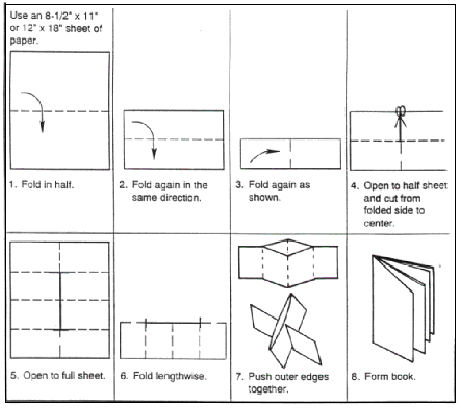 Use an 8-1/2" x 11"
or 12" x 18" sheet of
paper.
1. Fold in half.
2. Fold again in the
same direction.
3. Fold again as
shown.
4. Open to half sheet
and cut from
folded side to
center.
5. Open to full sheet.
6. Fold lengthwise.
7. Push outer edges
together.
8. Form book.